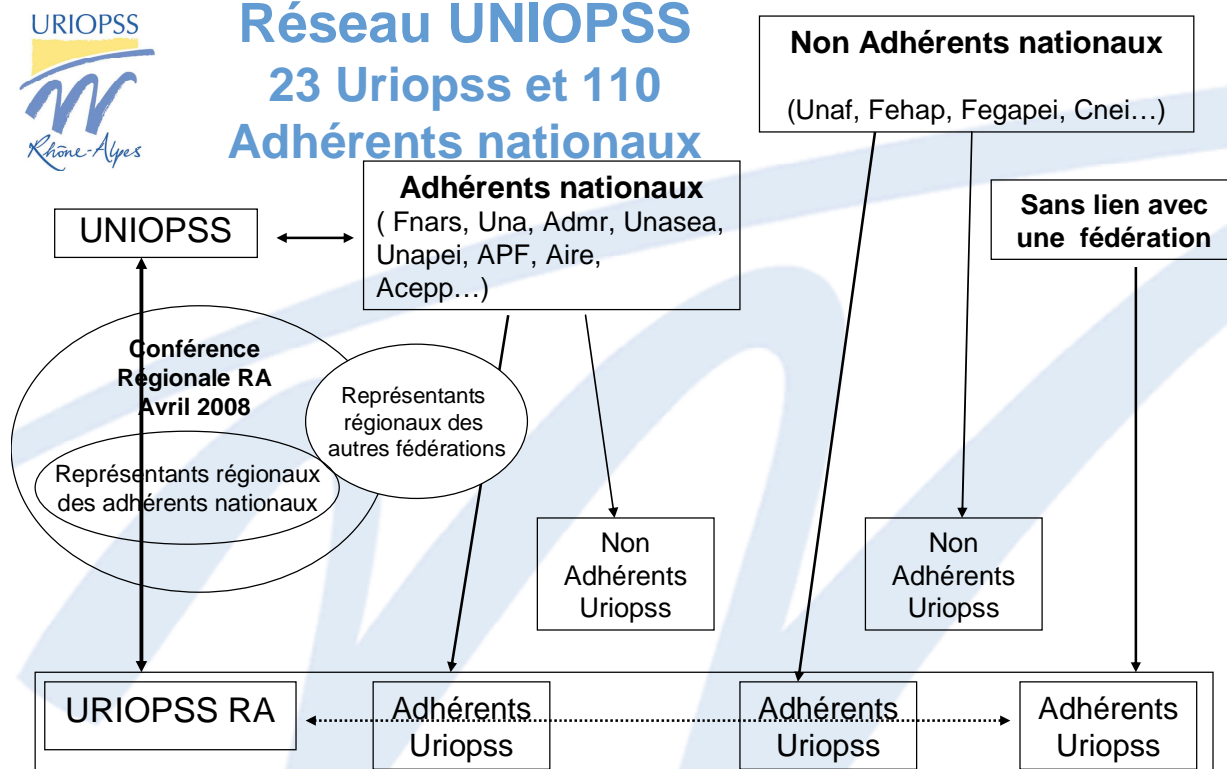 URIOPSS
Rhône-Alpes
Réseau UNIOPSS
23 Uriopss et 110
Adhérents nationaux
Non Adhérents nationaux
(Unaf, Fehap, Fegapei, Cnei…)
Adhérents nationaux
( Fnars, Una, Admr, Unasea,
Unapei, APF, Aire,
Acepp…)
Sans lien avec
une fédération
UNIOPSS
Conférence
Régionale RA
Avril 2008
Représentants
régionaux des
autres fédérations
Représentants régionaux
des adhérents nationaux
Non
Adhérents
Uriopss
Non
Adhérents
Uriopss
URIOPSS RA
Adhérents
Uriopss
Adhérents
Uriopss
Adhérents
Uriopss